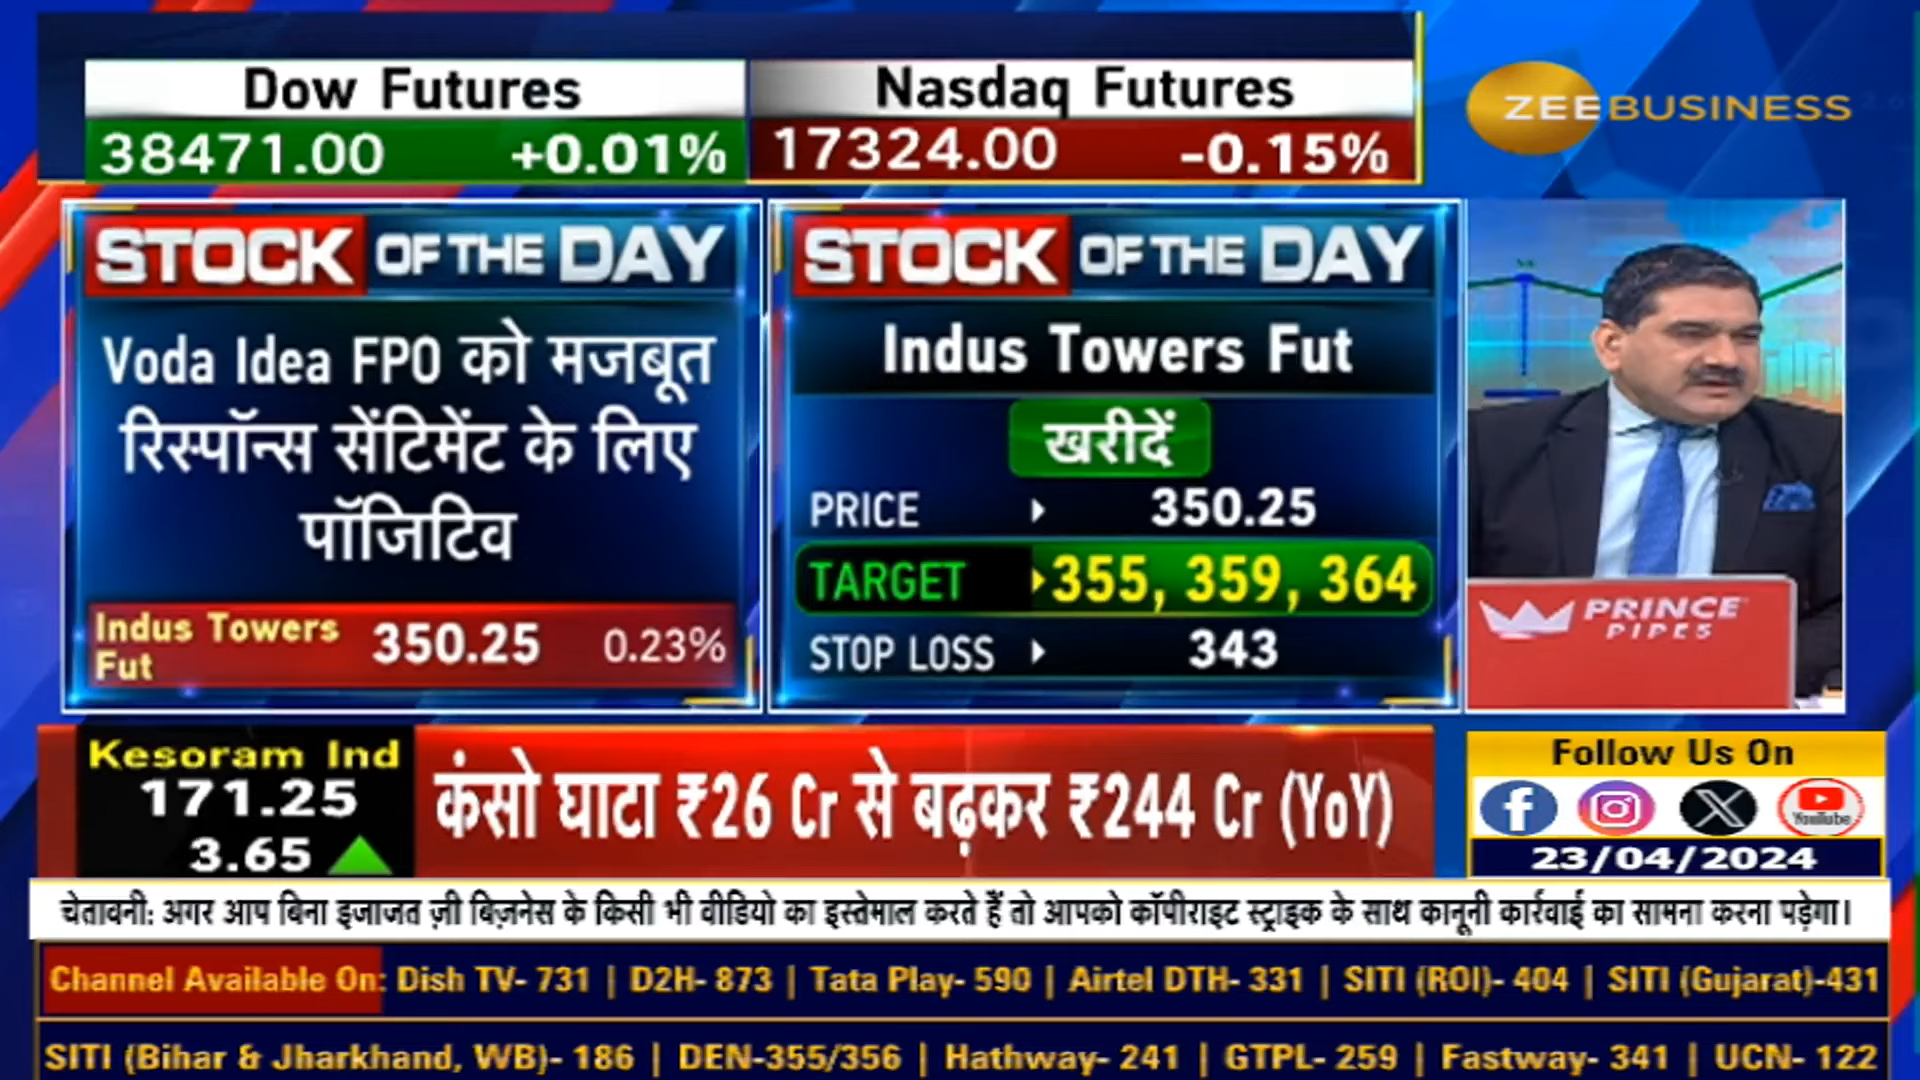 Dow Futures
38471.00 +0.01%
Nasdaq Futures
17324.00 -0.15%
ZEEBUSINESS
STOCK OF THE DAY
Voda Idea FPO को मजबूत
रिस्पॉन्स सेंटिमेंट के लिए
पॉजिटिव
Indus Towers
Fut
350.25 0.23%
STOCK OF THE DAY
Indus Towers Fut
खरीदें
PRICE 350.25
TARGET 355, 359, 364
STOP LOSS 343
PRINCE
PIPES
Kesoram Ind
171.25
3.65
कंसो घाटा ₹26 Cr से बढ़कर ₹244 Cr (YoY)
Follow Us On
YouTube
23/04/2024
चेतावनी: अगर आप बिना इजाजत ज़ी बिज़नेस के किसी भी वीडियो का इस्तेमाल करते हैं तो आपको कॉपीराइट स्ट्राइक के साथ कानूनी कार्रवाई का सामना करना पड़ेगा।
Channel Available On: Dish TV- 731 | D2H- 873 | Tata Play- 590 | Airtel DTH- 331 | SITI (ROI)- 404 | SITI (Gujarat)-431
SITI (Bihar & Jharkhand, WB)- 186 | DEN-355/356 | Hathway- 241 | GTPL- 259 | Fastway- 341 | UCN- 122